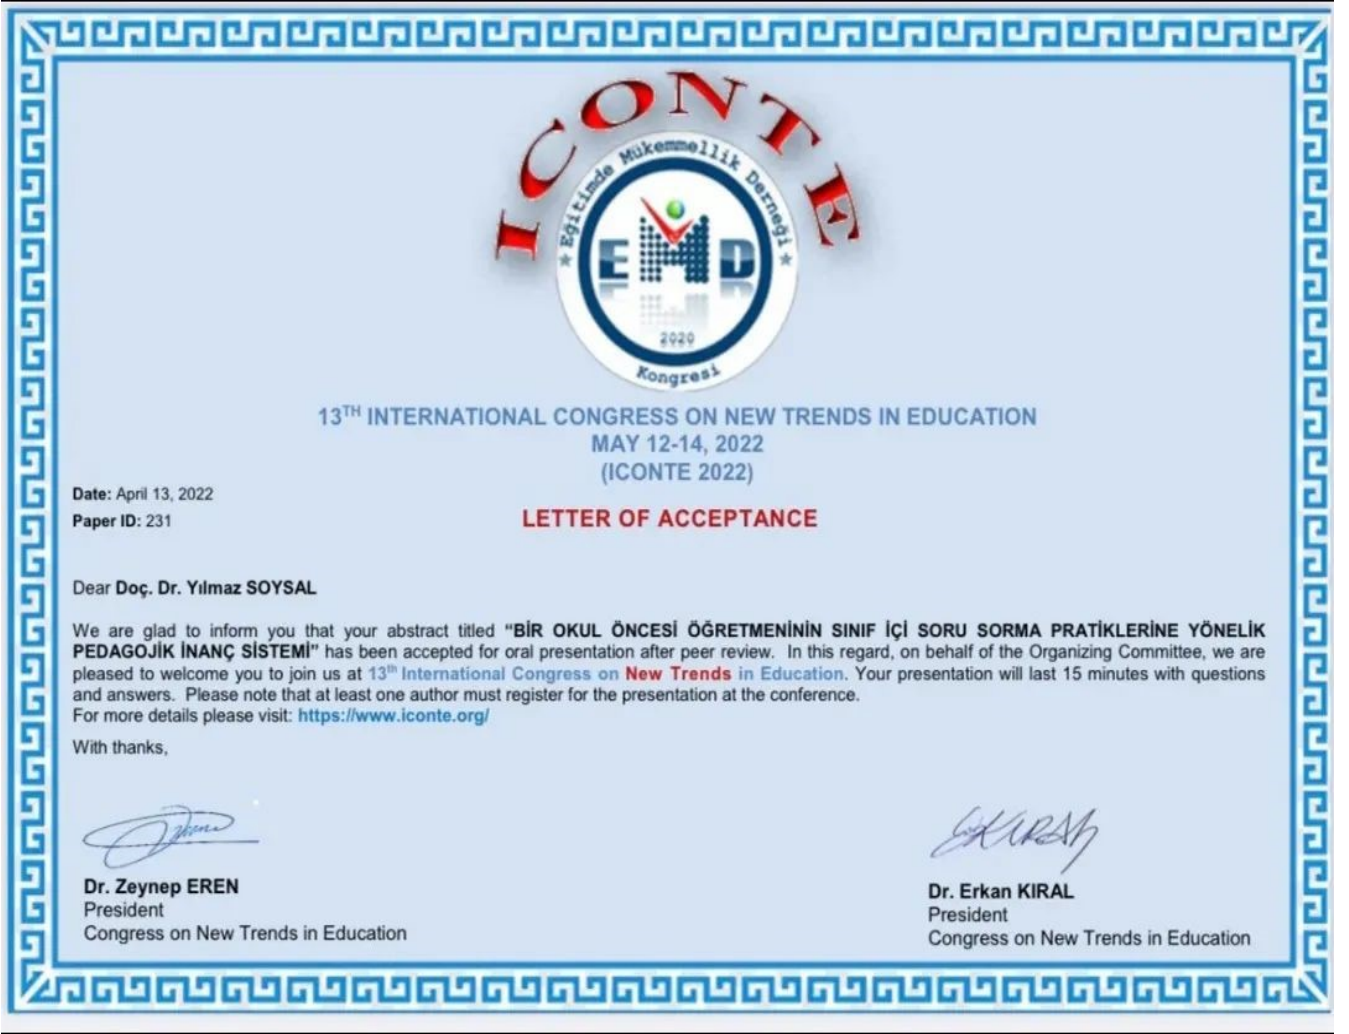 ICONTE
Eğitimde Mükemmellik Derneği
EMD
2020
Kongresi
13TH INTERNATIONAL CONGRESS ON NEW TRENDS IN EDUCATION
MAY 12-14, 2022
(ICONTE 2022)
Date: April 13, 2022
Paper ID: 231
LETTER OF ACCEPTANCE
Dear Doç. Dr. Yılmaz SOYSAL
We are glad to inform you that your abstract titled “BİR OKUL ÖNCESİ ÖĞRETMENİNİN SINIF İÇİ SORU SORMA PRATİKLERİNE YÖNELİK
PEDAGOJİK İNANÇ SİSTEMİ” has been accepted for oral presentation after peer review. In this regard, on behalf of the Organizing Committee, we are
pleased to welcome you to join us at 13th International Congress on New Trends in Education. Your presentation will last 15 minutes with questions
and answers. Please note that at least one author must register for the presentation at the conference.
For more details please visit: https://www.iconte.org/
With thanks,
Dr. Zeynep EREN
President
Congress on New Trends in Education
KIRAL
Dr. Erkan KIRAL
President
Congress on New Trends in Education